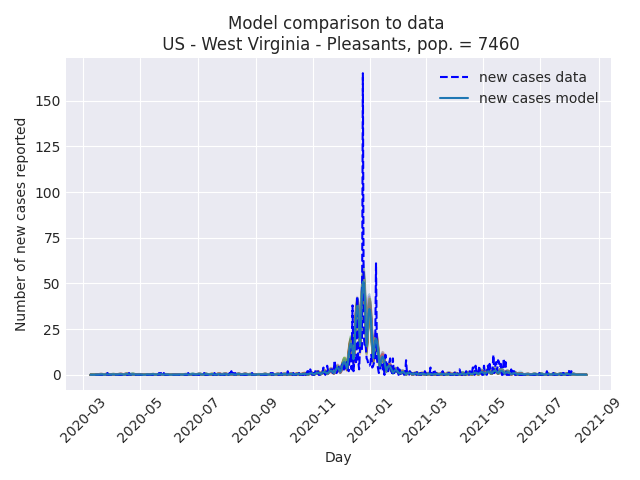 Model comparison to data
US - West Virginia - Pleasants, pop. = 7460
new cases data
new cases model
Number of new cases reported
150
125
100
75
50
25
0
2020-03
2020-05
2020-07
2020-09
2020-11
2021-01
2021-03
2021-05
2021-07
2021-09
Day